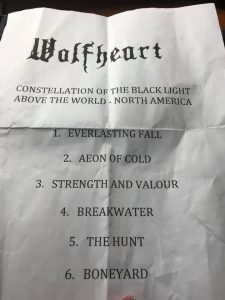 Wolfheart
CONSTELLATION OF THE BLACK LIGHT
ABOVE THE WORLD - NORTH AMERICA
1. EVERLASTING FALL
2. AEON OF COLD
3. STRENGTH AND VALOUR
4. BREAKWATER
5. THE HUNT
6. BONEYARD